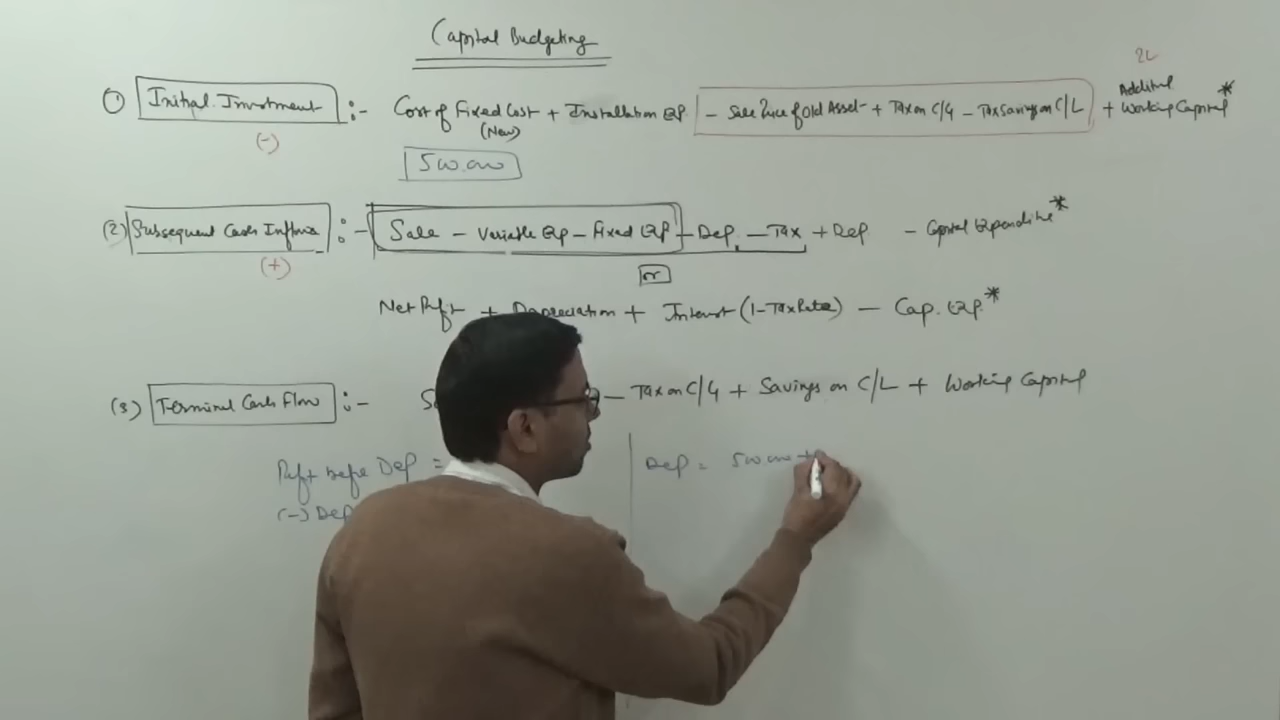 Capital Budgeting
2L
① Initial Investment :- Cost of Fixed Cost + Installation Exp. - Sale Price of Old Asset + Tax on C/G - Tax Saving on C/L + Additional Working Capital *
(New)
(-)
500,000
(2) Subsequent Cash Inflows :- Sale - Variable Exp - Fixed Exp - Dep. - Tax + Dep - Capital Expenditure *
(+)
or
Net Profit + Depreciation + Interest (1-Tax Rate) - Cap. Exp. *
(3) Terminal Cash Flow :- - Tax on C/G + Savings on C/L + Working Capital
Profit before Dep =
(-) Dep
Dep = 500,000